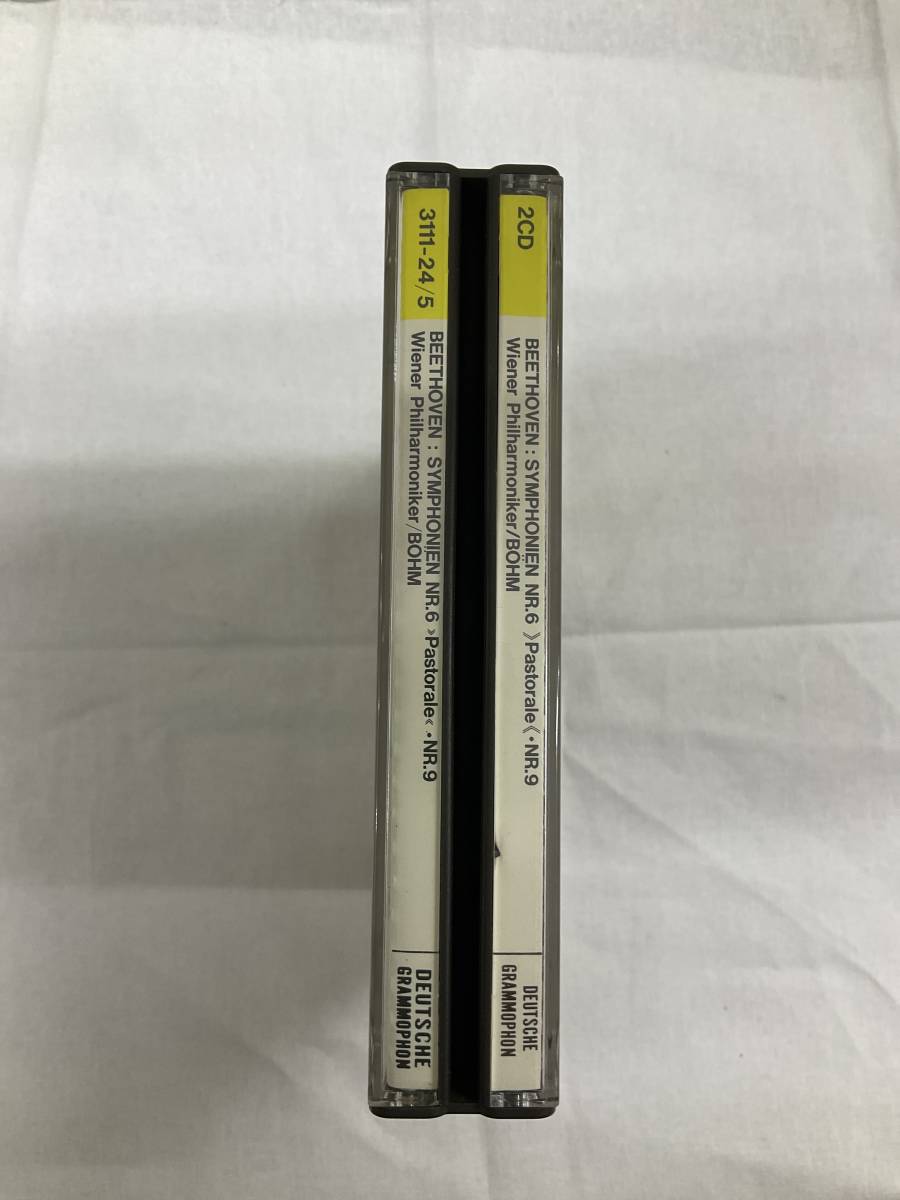 3111-24/5
BEETHOVEN : SYMPHONIEN NR.6 »Pastorale« • NR.9
Wiener Philharmoniker/BÖHM
DEUTSCHE
GRAMMOPHON
2CD
BEETHOVEN : SYMPHONIEN NR.6 》Pastorale《 • NR.9
Wiener Philharmoniker/BÖHM
DEUTSCHE
GRAMMOPHON